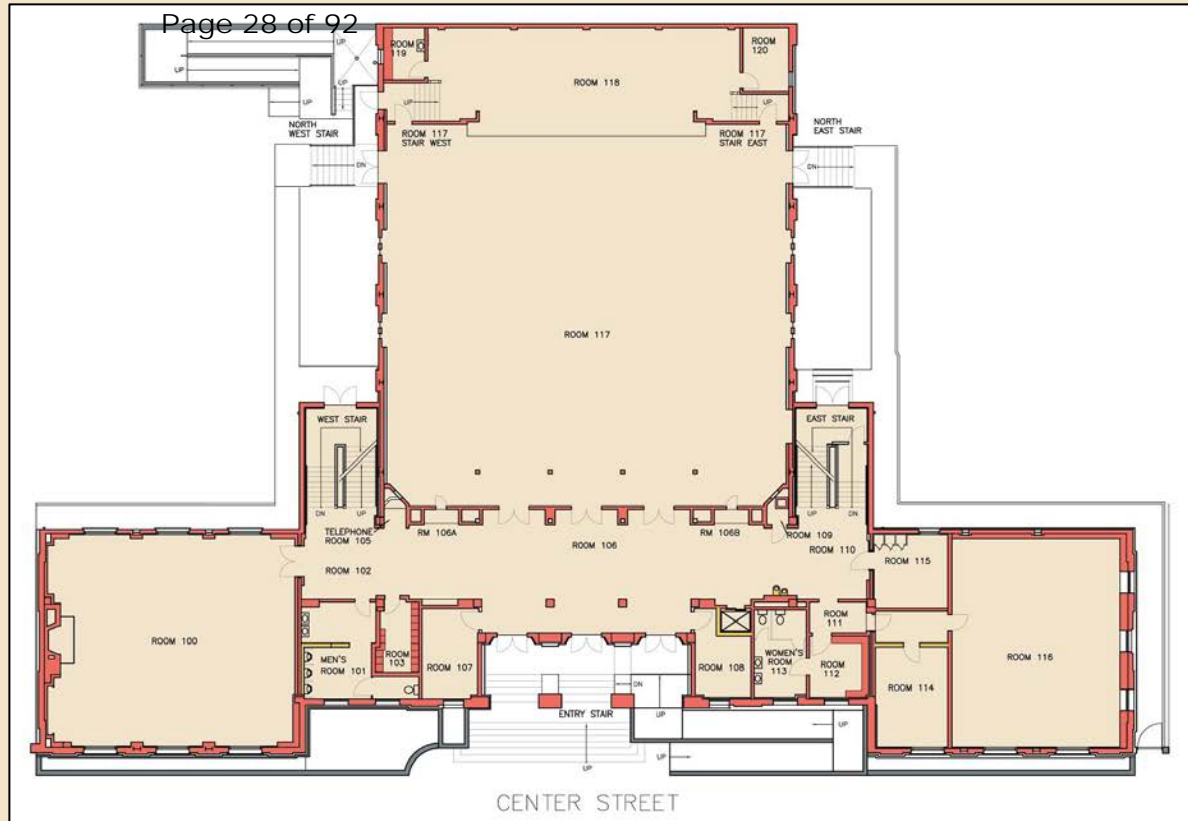 Page 28 of 92
UP
UP
UP
UP
UP
NORTH
WEST STAIR
ROOM
119
ROOM 118
ROOM
120
UP
UP
ROOM 117
STAIR WEST
ROOM 117
STAIR EAST
NORTH
EAST STAIR
DN
DN
ROOM 117
WEST STAIR
EAST STAIR
DN
UP
UP
DN
TELEPHONE
ROOM 105
RM 106A
ROOM 106
RM 106B
ROOM 109
ROOM 110
ROOM 102
ROOM 115
ROOM 100
MEN'S
ROOM 101
ROOM
103
ROOM 107
ROOM 108
WOMEN'S
ROOM
113
ROOM
111
ROOM
112
ROOM 114
ROOM 116
DN
ENTRY STAIR
UP
UP
UP
UP
CENTER STREET